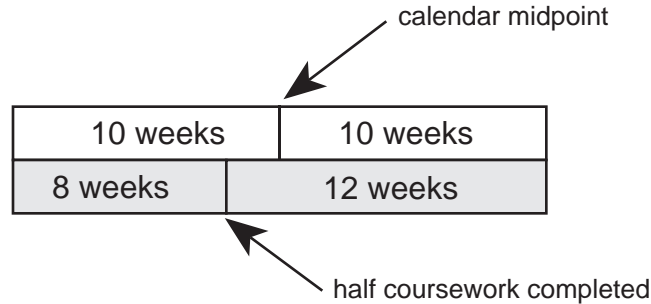 calendar midpoint
10 weeks 10 weeks
8 weeks 12 weeks
half coursework completed